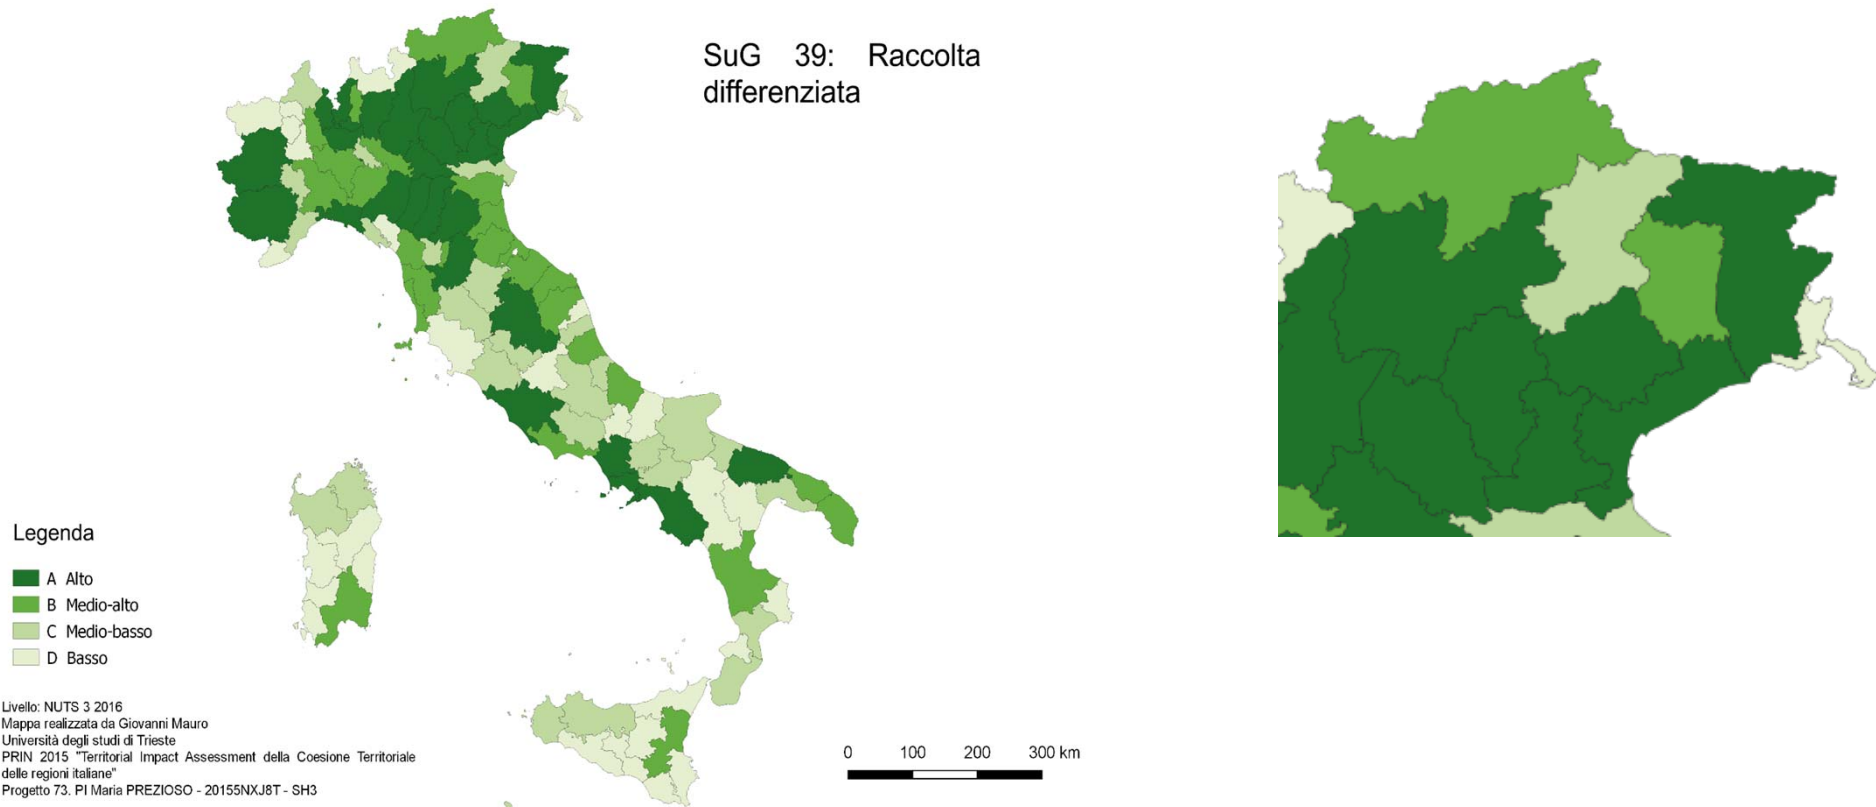 SuG 39: Raccolta
differenziata
Legenda
A Alto
B Medio-alto
C Medio-basso
D Basso
Livello: NUTS 3 2016
Mappa realizzata da Giovanni Mauro
Università degli studi di Trieste
PRIN 2015 "Territorial Impact Assessment della Coesione Territoriale
delle regioni italiane"
Progetto 73. PI Maria PREZIOSO - 20155NXJ8T - SH3
0 100 200 300 km